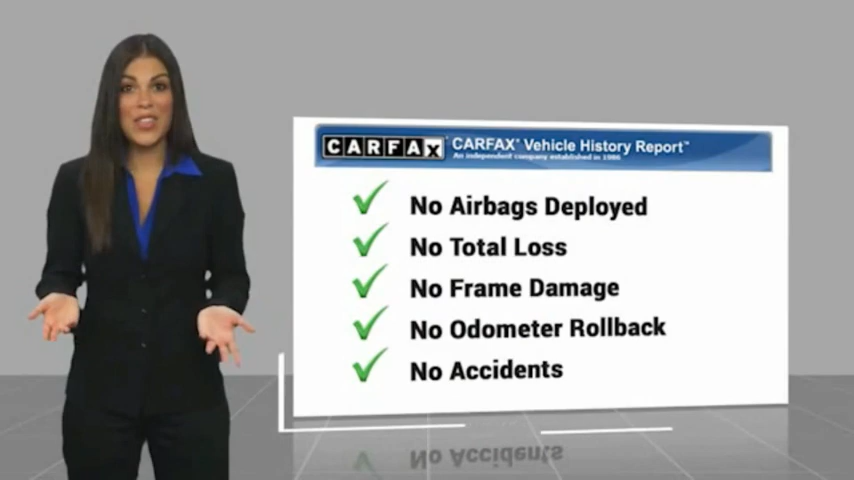 CARFAX CARFAX® Vehicle History Report™
An independent company established in 1986
No Airbags Deployed
No Total Loss
No Frame Damage
No Odometer Rollback
No Accidents
No Accidents